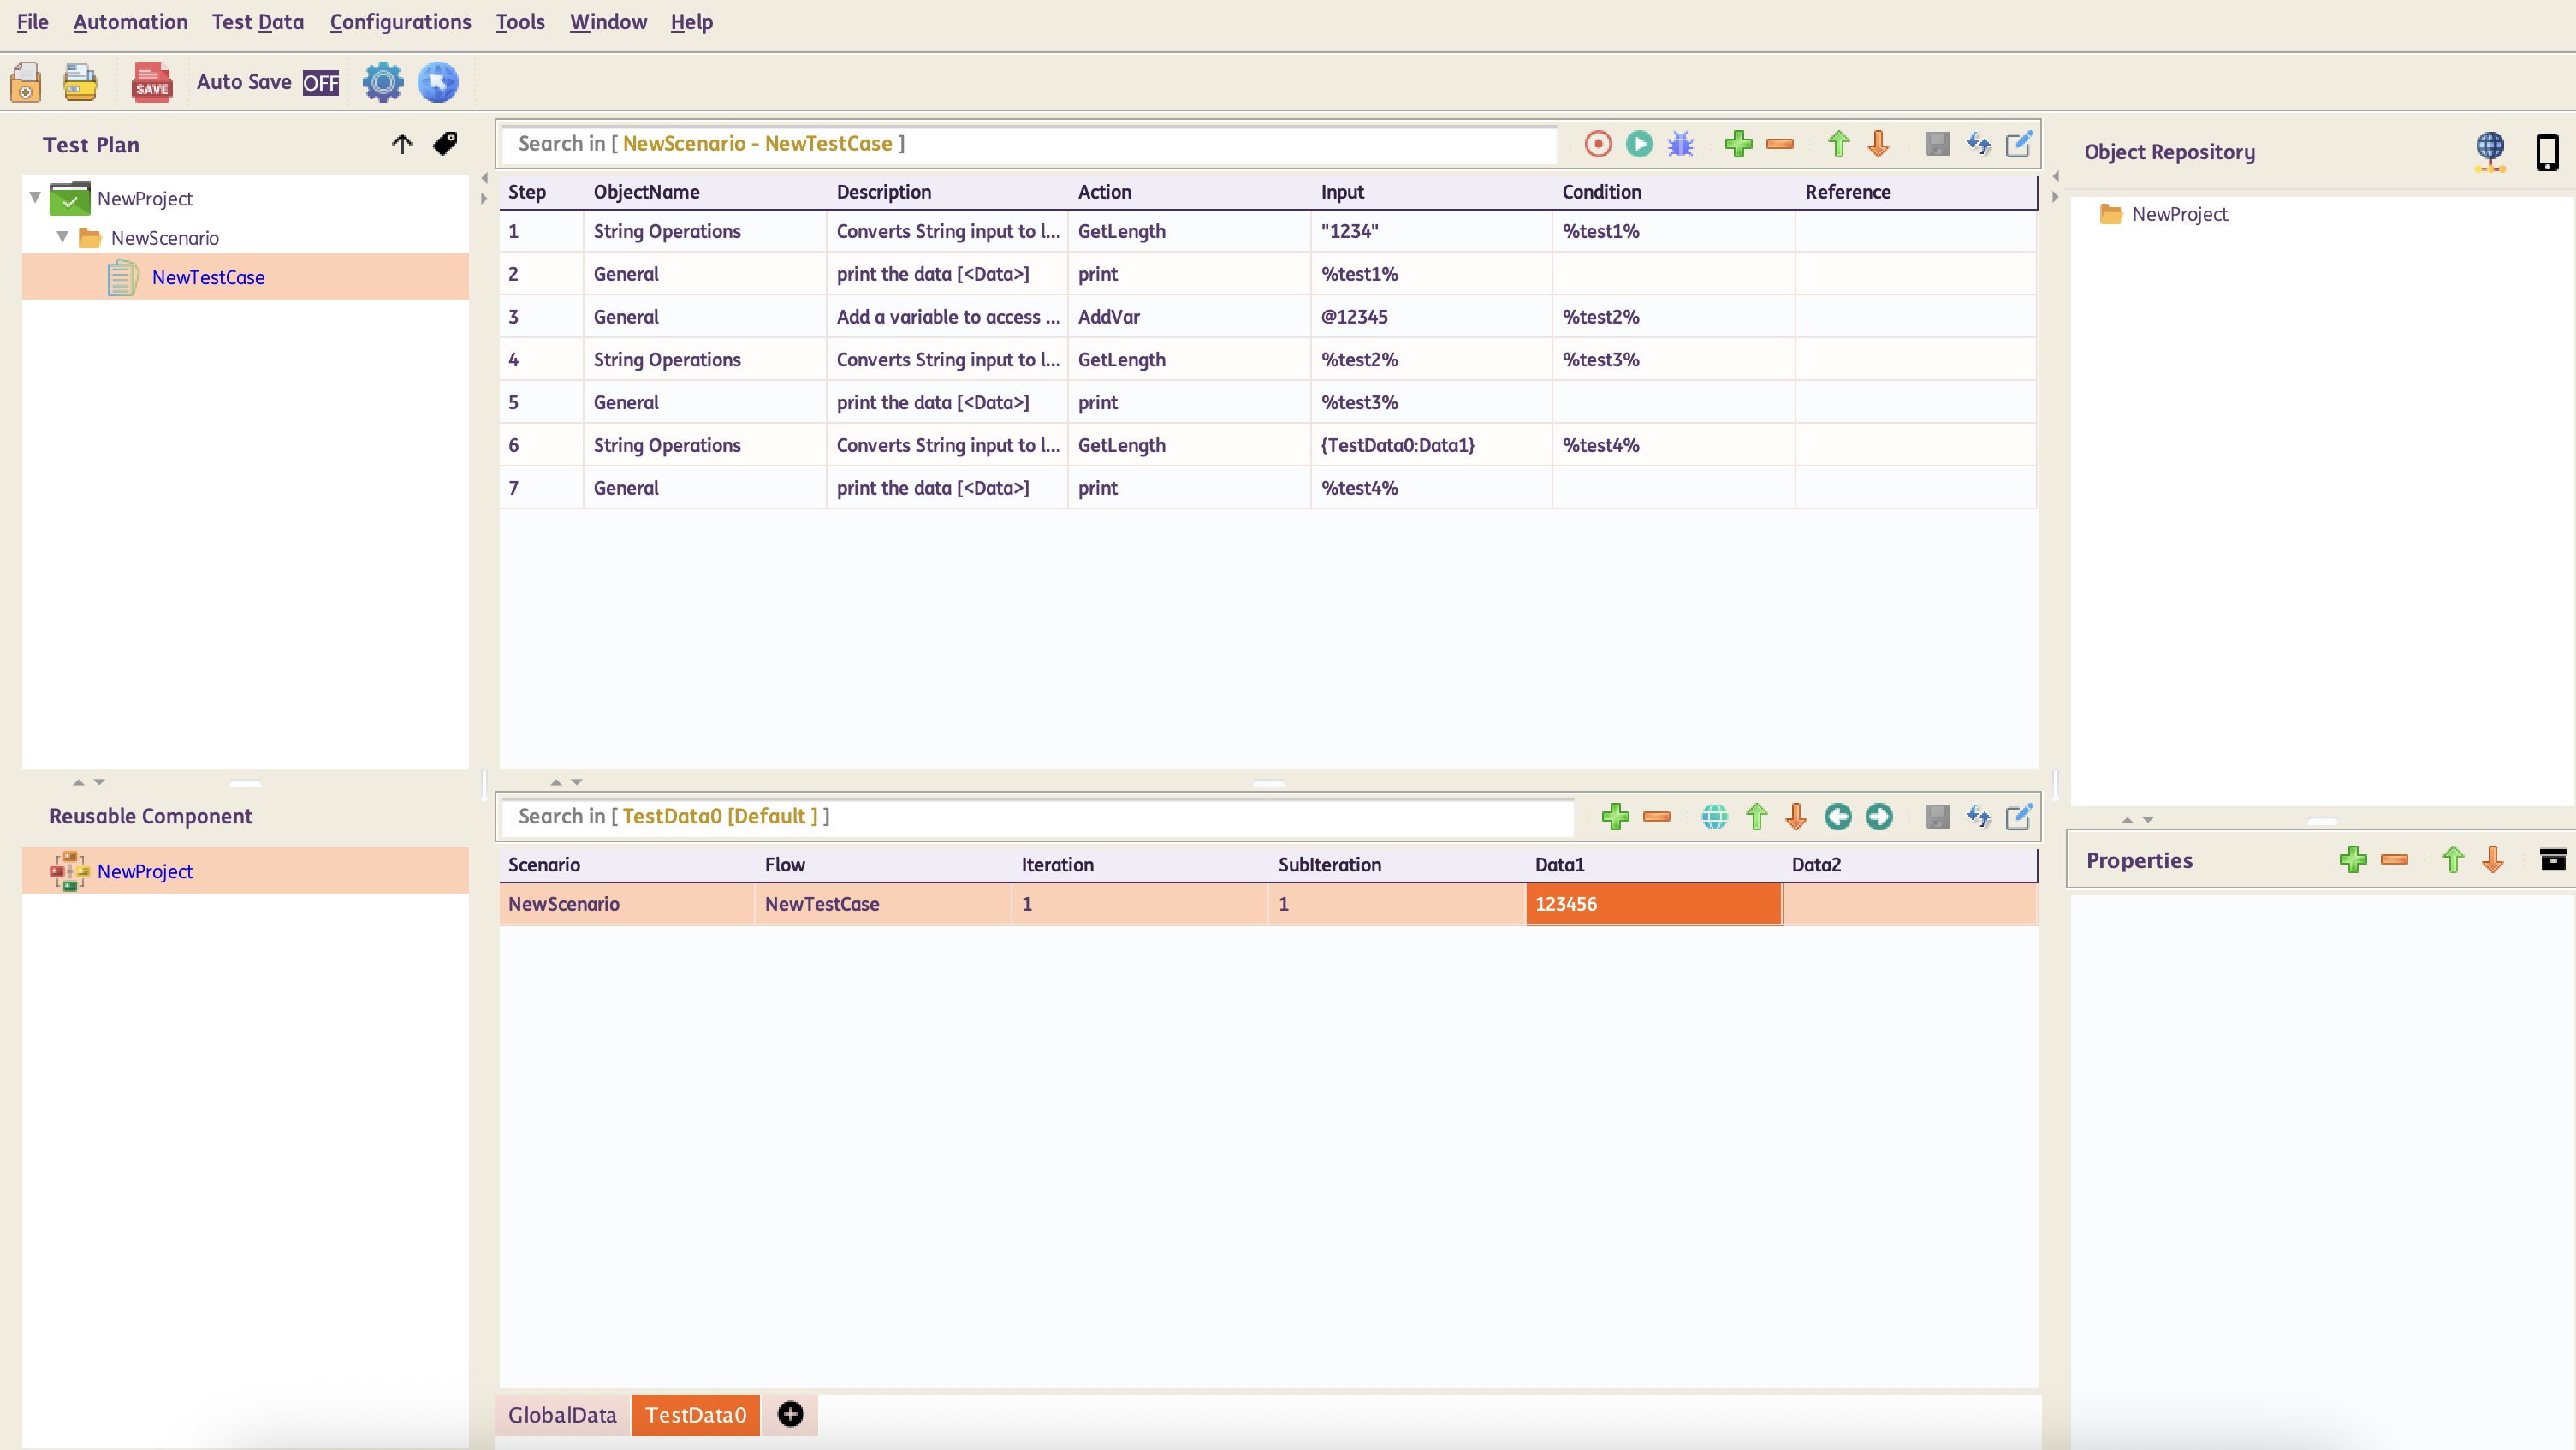 File Automation Test Data Configurations Tools Window Help
SAVE Auto Save OFF
Test Plan
NewProject
NewScenario
NewTestCase
Search in [ NewScenario - NewTestCase ]
Step ObjectName Description Action Input Condition Reference
1 String Operations Converts String input to l... GetLength "1234" %test1%
2 General print the data [<Data>] print %test1%
3 General Add a variable to access ... AddVar @12345 %test2%
4 String Operations Converts String input to l... GetLength %test2% %test3%
5 General print the data [<Data>] print %test3%
6 String Operations Converts String input to l... GetLength {TestData0:Data1} %test4%
7 General print the data [<Data>] print %test4%
Object Repository
NewProject
Reusable Component
NewProject
Search in [ TestData0 [Default ] ]
Scenario Flow Iteration SubIteration Data1 Data2
NewScenario NewTestCase 1 1 123456
GlobalData TestData0
Properties